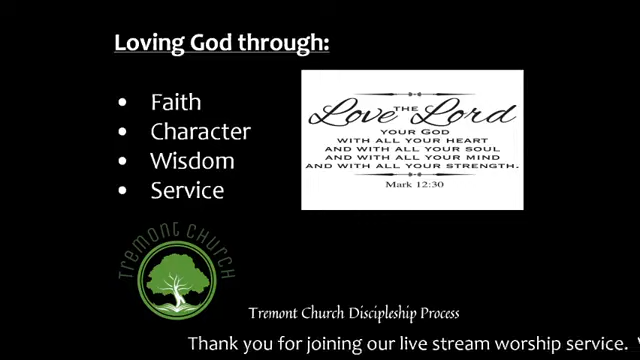 Loving God through:
• Faith
• Character
• Wisdom
• Service
Love THE Lord
YOUR GOD
WITH ALL YOUR HEART
AND WITH ALL YOUR SOUL
AND WITH ALL YOUR MIND
AND WITH ALL YOUR STRENGTH.
Mark 12:30
TREMONT CHURCH
Tremont Church Discipleship Process
Thank you for joining our live stream worship service.